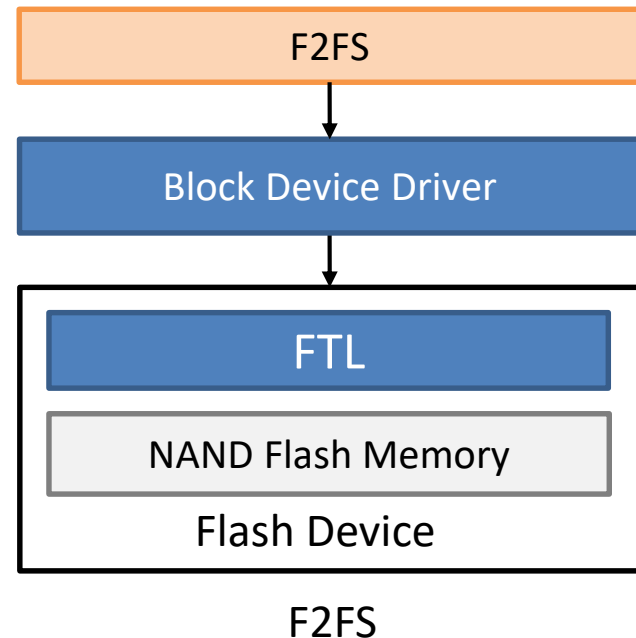 F2FS
Block Device Driver
FTL
NAND Flash Memory
Flash Device
F2FS